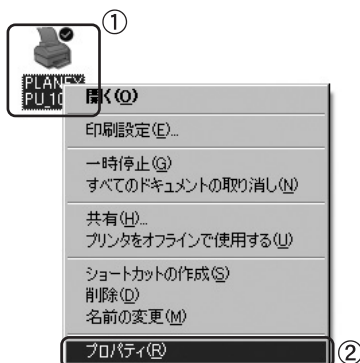 ①
PLANEX
PU_10
開く(O)
印刷設定(E)...
一時停止(G)
すべてのドキュメントの取り消し(N)
共有(H)...
プリンタをオフラインで使用する(U)
ショートカットの作成(S)
削除(D)
名前の変更(M)
プロパティ(R)
②